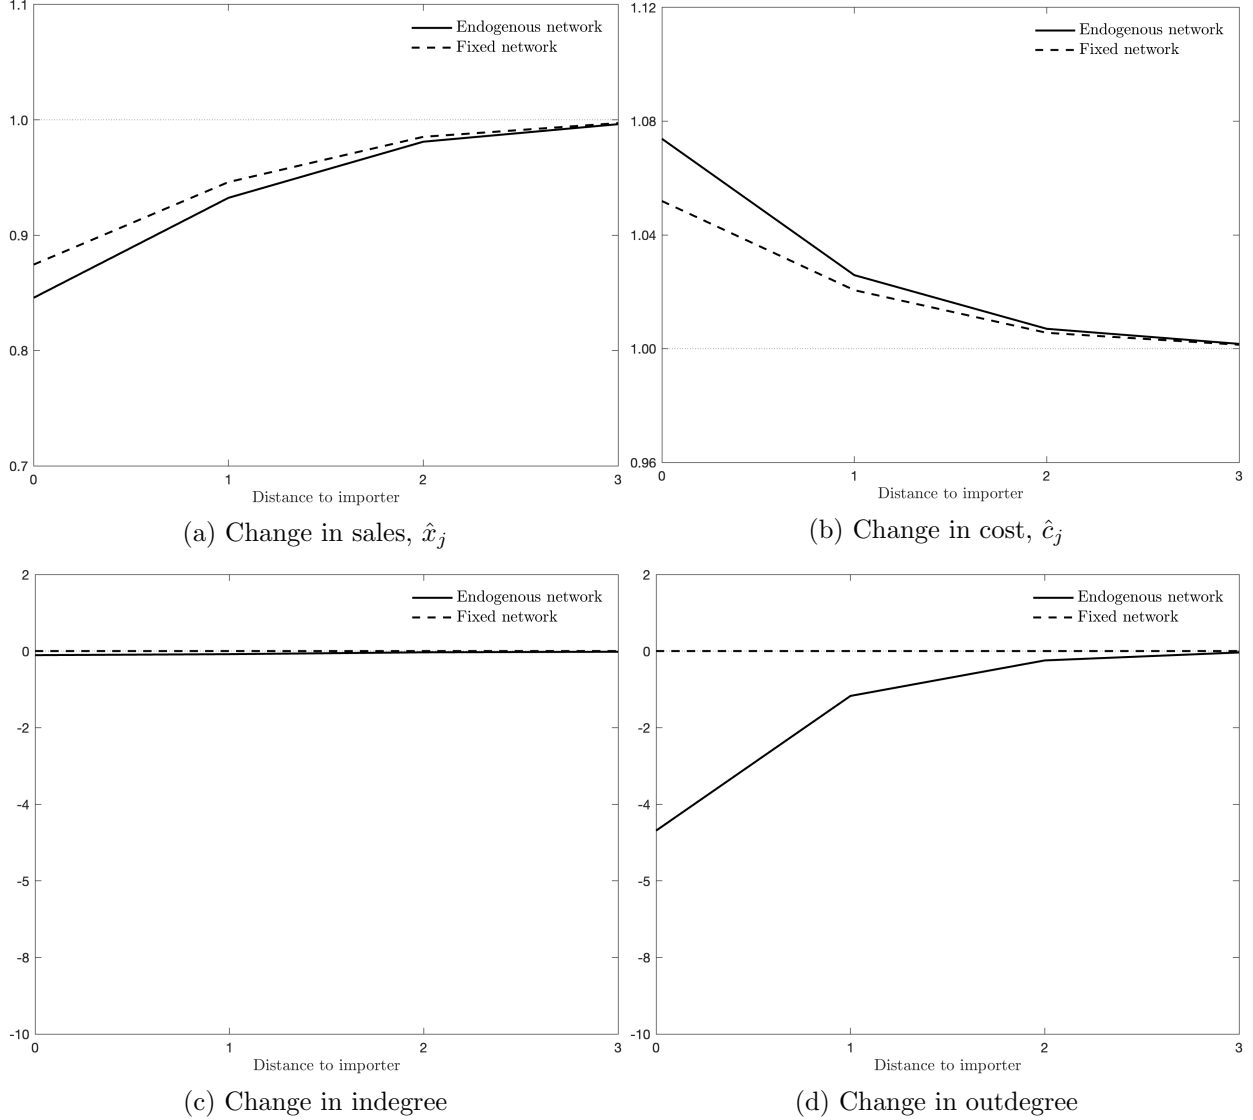 1.1
1.0
0.9
0.8
0.7
0
1
2
3
Endogenous network
Fixed network
Distance to importer
(a) Change in sales, x̂ⱼ
1.12
1.08
1.04
1.00
0.96
0
1
2
3
Endogenous network
Fixed network
Distance to importer
(b) Change in cost, ĉⱼ
2
0
-2
-4
-5
-8
-10
0
1
2
3
Endogenous network
Fixed network
Distance to importer
(c) Change in indegree
2
0
-2
-4
-5
-8
-10
0
1
2
3
Endogenous network
Fixed network
Distance to importer
(d) Change in outdegree